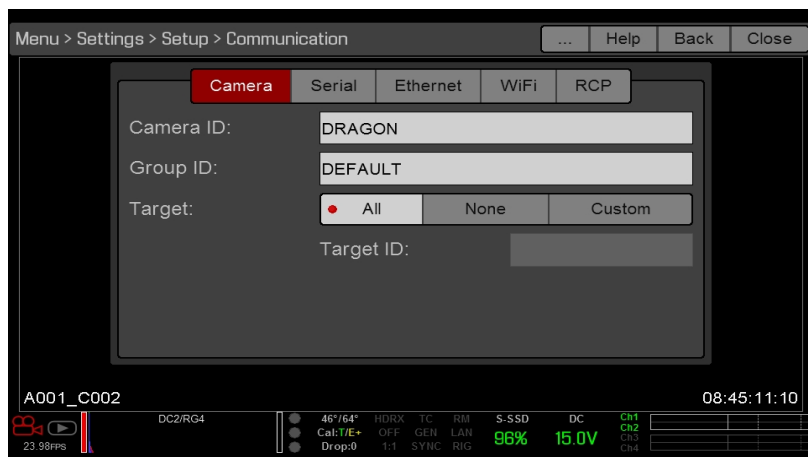 Menu > Settings > Setup > Communication ... Help Back Close
Camera Serial Ethernet WiFi RCP
Camera ID: DRAGON
Group ID: DEFAULT
Target: All None Custom
Target ID:
A001_C002 08:45:11:10
DC2/RG4 46°/64° HDRX TC RM S-SSD DC Ch1
Cal:T/E+ OFF GEN LAN 96% 15.0V Ch2
23.98FPS Drop:0 1:1 SYNC RIG Ch3
Ch4